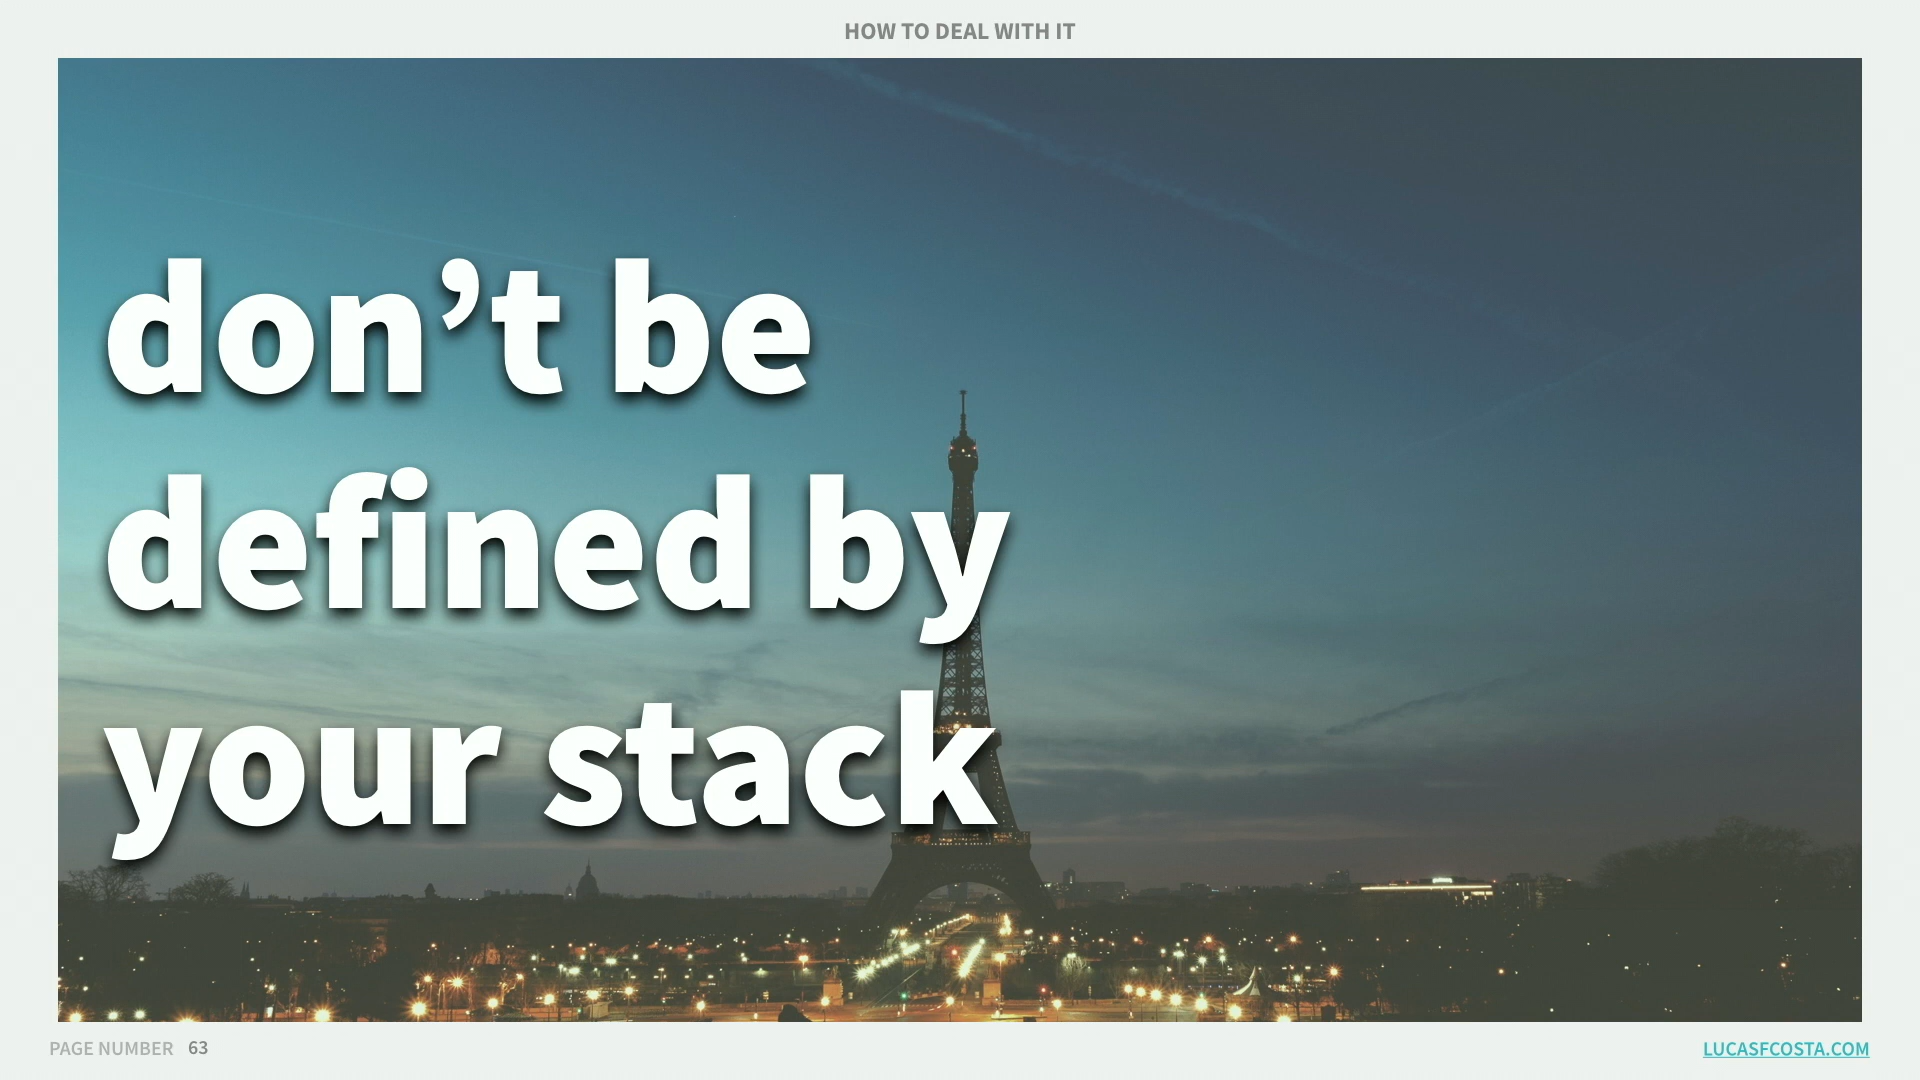 HOW TO DEAL WITH IT
don’t be
defined by
your stack
PAGE NUMBER 63
LUCASFCOSTA.COM